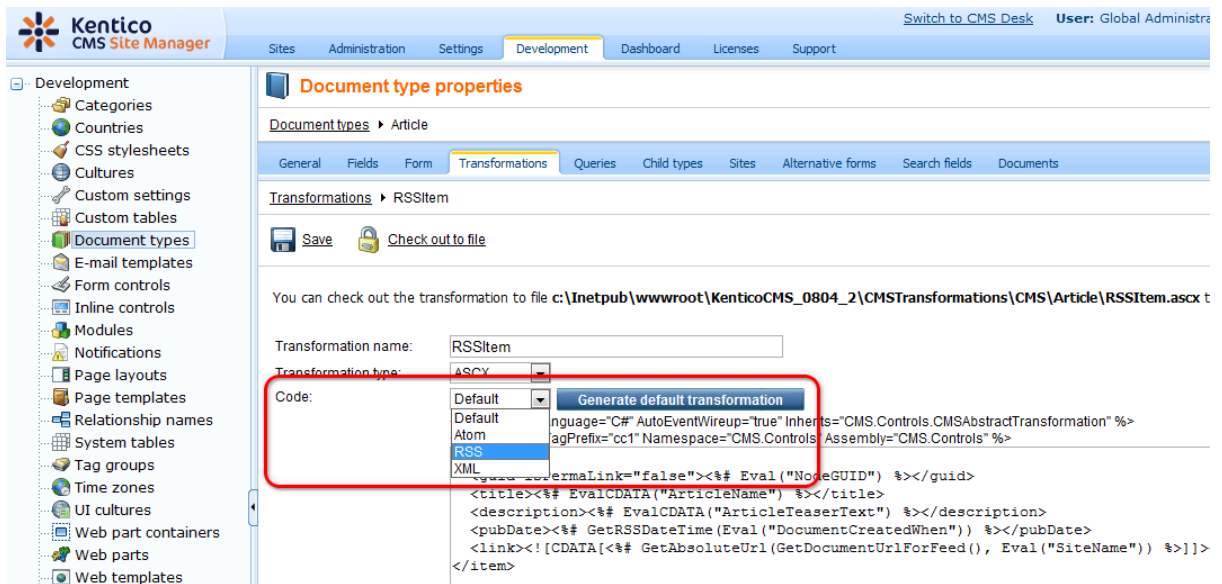 Switch to CMS Desk User: Global Administra
Kentico
CMS Site Manager
Sites Administration Settings Development Dashboard Licenses Support
Development
Categories
Countries
CSS stylesheets
Cultures
Custom settings
Custom tables
Document types
E-mail templates
Form controls
Inline controls
Modules
Notifications
Page layouts
Page templates
Relationship names
System tables
Tag groups
Time zones
UI cultures
Web part containers
Web parts
Web templates
Document type properties
Document types Article
General Fields Form Transformations Queries Child types Sites Alternative forms Search fields Documents
Transformations RSSItem
Save Check out to file
You can check out the transformation to file c:\Inetpub\wwwroot\KenticoCMS_0804_2\CMSTransformations\CMS\Article\RSSItem.ascx t
Transformation name: RSSItem
Transformation type: ASCX
Code: Default Generate default transformation
Default
Atom
RSS
XML
anguage="C#" AutoEventWireup="true" Inherits="CMS.Controls.CMSAbstractTransformation" %>
TagPrefix="cc1" Namespace="CMS.Controls" Assembly="CMS.Controls" %>
<guid isPermaLink="false"><%# Eval("NodeGUID") %></guid>
<title><%# EvalCDATA("ArticleName") %></title>
<description><%# EvalCDATA("ArticleTeaserText") %></description>
<pubDate><%# GetRSSDateTime(Eval("DocumentCreatedWhen")) %></pubDate>
<link><![CDATA[<%# GetAbsoluteUrl(GetDocumentUrlForFeed(), Eval("SiteName")) %>]]>
</item>